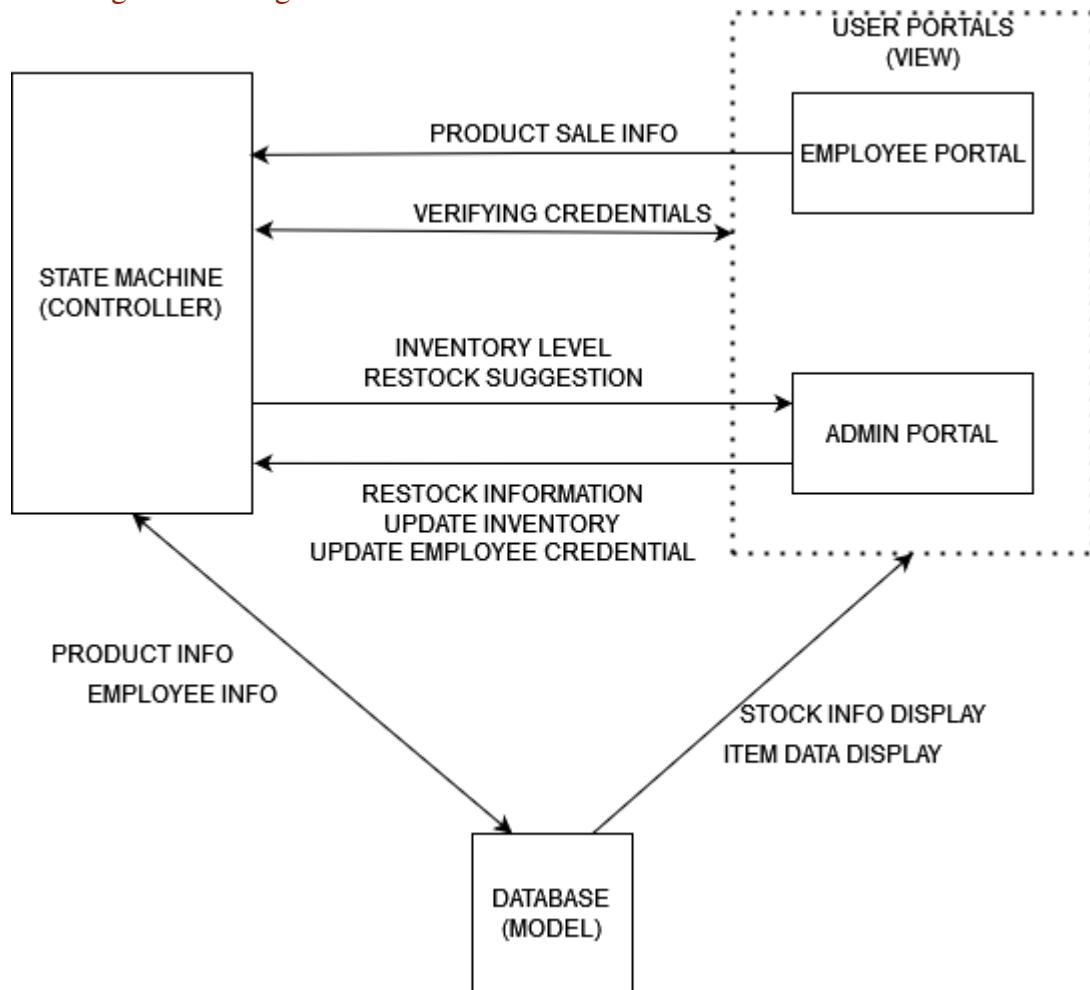 USER PORTALS
(VIEW)
PRODUCT SALE INFO
EMPLOYEE PORTAL
VERIFYING CREDENTIALS
STATE MACHINE
(CONTROLLER)
INVENTORY LEVEL
RESTOCK SUGGESTION
ADMIN PORTAL
RESTOCK INFORMATION
UPDATE INVENTORY
UPDATE EMPLOYEE CREDENTIAL
PRODUCT INFO
EMPLOYEE INFO
STOCK INFO DISPLAY
ITEM DATA DISPLAY
DATABASE
(MODEL)